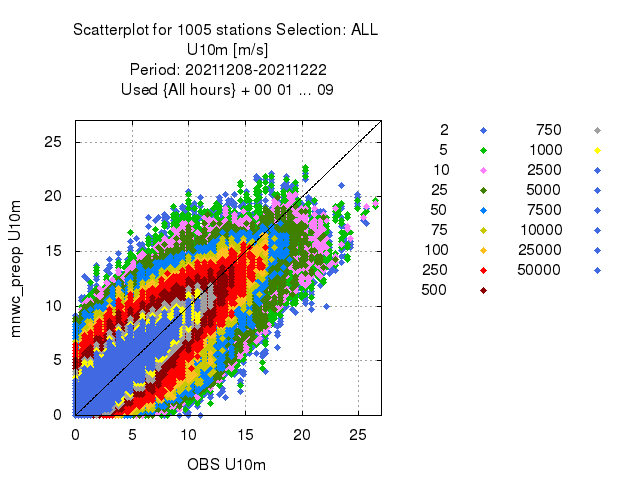 Scatterplot for 1005 stations Selection: ALL
U10m [m/s]
Period: 20211208-20211222
Used {All hours} + 00 01 ... 09
mnwc_preop U10m
25
20
15
10
5
0
0 5 10 15 20 25
OBS U10m
2 750
5 1000
10 2500
25 5000
50 7500
75 10000
100 25000
250 50000
500